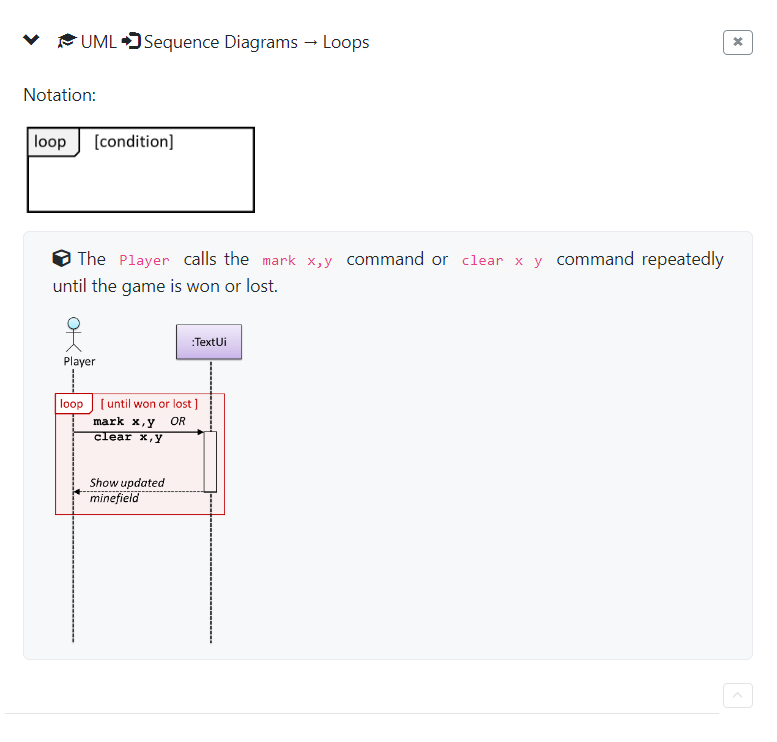 UML Sequence Diagrams → Loops
Notation:
loop [condition]
The Player calls the mark x,y command or clear x y command repeatedly
until the game is won or lost.
:TextUi
Player
loop [ until won or lost ]
mark x,y OR
clear x,y
Show updated
minefield